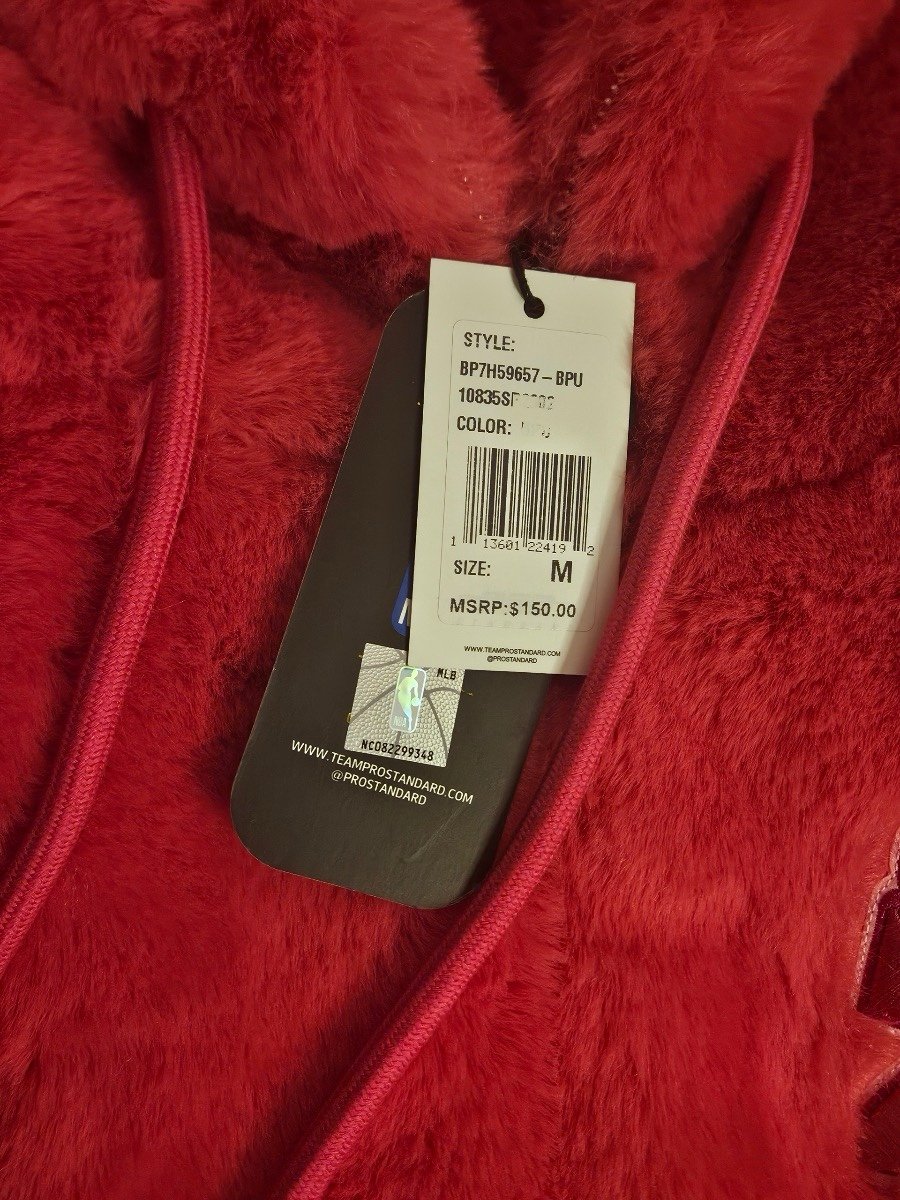 STYLE:
BP7H59657-BPU
COLOR:
1 13601 22419 2
SIZE: M
MSRP:$150.00
WWW.TEAMPROSTANDARD.COM
@PROSTANDARD
MLB
NBA
NC082299348
WWW.TEAMPROSTANDARD.COM
@PROSTANDARD